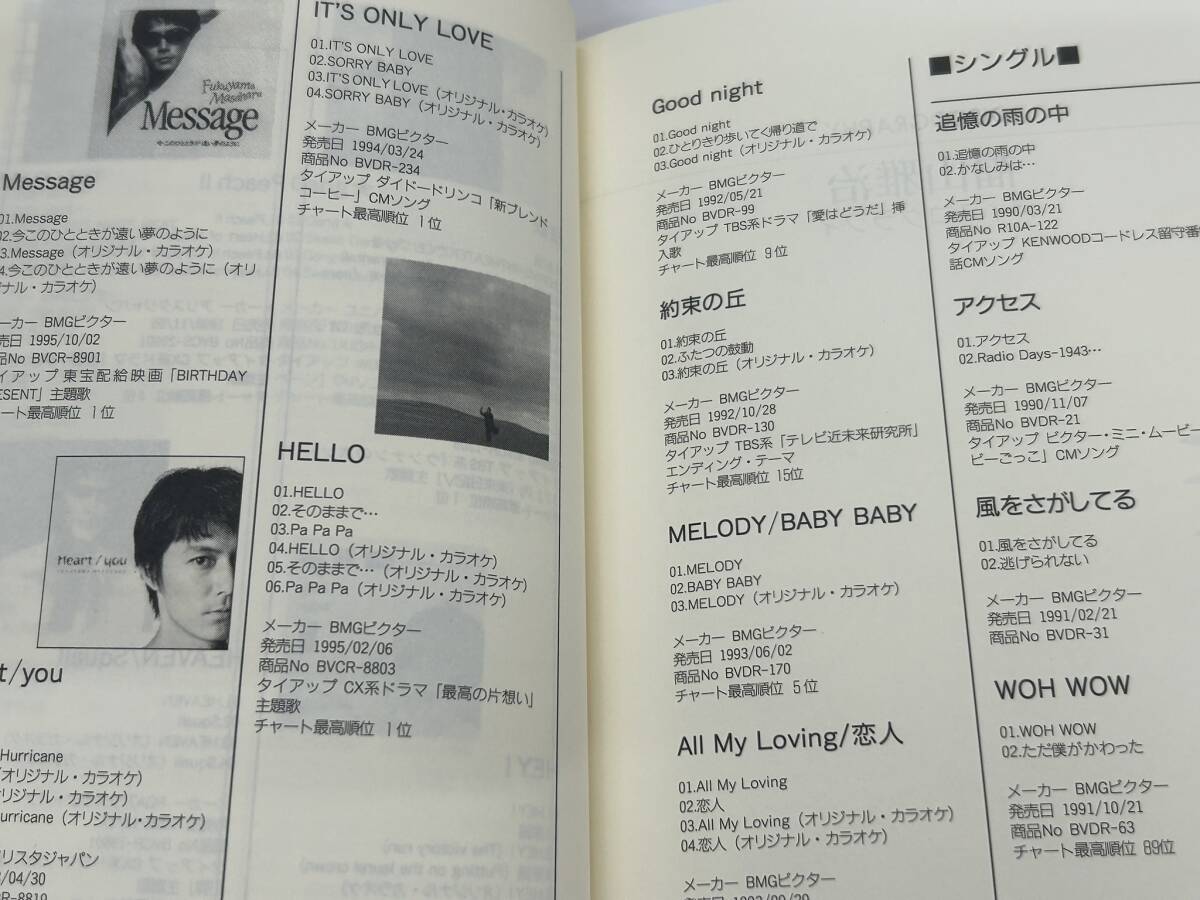 ■シングル■
追憶の雨の中
01.追憶の雨の中
02.かなしみは…
メーカー BMGビクター
発売日 1990/03/21
商品No R10A-122
タイアップ KENWOODコードレス留守番
話CMソング
アクセス
01.アクセス
02.Radio Days-1943…
メーカー BMGビクター
発売日 1990/11/07
商品No BVDR-21
タイアップ ビクター・ミニ・ムービー
ビーごっこ」CMソング
風をさがしてる
01.風をさがしてる
02.逃げられない
メーカー BMGビクター
発売日 1991/02/21
商品No BVDR-31
WOH WOW
01.WOH WOW
02.ただ僕がかわった
メーカー BMGビクター
発売日 1991/10/21
商品No BVDR-63
チャート最高順位 89位
Good night
01.Good night
02.ひとりきり歩いてく帰り道で
03.Good night（オリジナル・カラオケ）
メーカー BMGビクター
発売日 1992/05/21
商品No BVDR-99
タイアップ TBS系ドラマ「愛はどうだ」挿
入歌
チャート最高順位 9位
約束の丘
01.約束の丘
02.ふたつの鼓動
03.約束の丘（オリジナル・カラオケ）
メーカー BMGビクター
発売日 1992/10/28
商品No BVDR-130
タイアップ TBS系「テレビ近未来研究所」
エンディング・テーマ
チャート最高順位 15位
MELODY/BABY BABY
01.MELODY
02.BABY BABY
03.MELODY（オリジナル・カラオケ）
メーカー BMGビクター
発売日 1993/06/02
商品No BVDR-170
チャート最高順位 5位
All My Loving/恋人
01.All My Loving
02.恋人
03.All My Loving（オリジナル・カラオケ）
04.恋人（オリジナル・カラオケ）
メーカー BMGビクター
IT'S ONLY LOVE
01.IT'S ONLY LOVE
02.SORRY BABY
03.IT'S ONLY LOVE（オリジナル・カラオケ）
04.SORRY BABY（オリジナル・カラオケ）
メーカー BMGビクター
発売日 1994/03/24
商品No BVDR-234
タイアップ ダイドードリンコ「新ブレンド
コーヒー」CMソング
チャート最高順位 1位
HELLO
01.HELLO
02.そのままで…
03.Pa Pa Pa
04.HELLO（オリジナル・カラオケ）
05.そのままで…（オリジナル・カラオケ）
06.Pa Pa Pa（オリジナル・カラオケ）
メーカー BMGビクター
発売日 1995/02/06
商品No BVCR-8803
タイアップ CX系ドラマ「最高の片想い」
主題歌
チャート最高順位 1位
Fukuyama
Masaharu
Message
今このひとときが遠い夢のように
Message
01.Message
02.今このひとときが遠い夢のように
3.Message（オリジナル・カラオケ）
4.今このひとときが遠い夢のように（オリ
ナル・カラオケ）
ーカー BMGビクター
売日 1995/10/02
品No BVCR-8901
イアップ 東宝配給映画「BIRTHDAY
ESENT」主題歌
ャート最高順位 1位
Heart/you
t/you
Hurricane
（オリジナル・カラオケ）
リジナル・カラオケ）
urricane（オリジナル・カラオケ）
リスタジャパン
/04/30